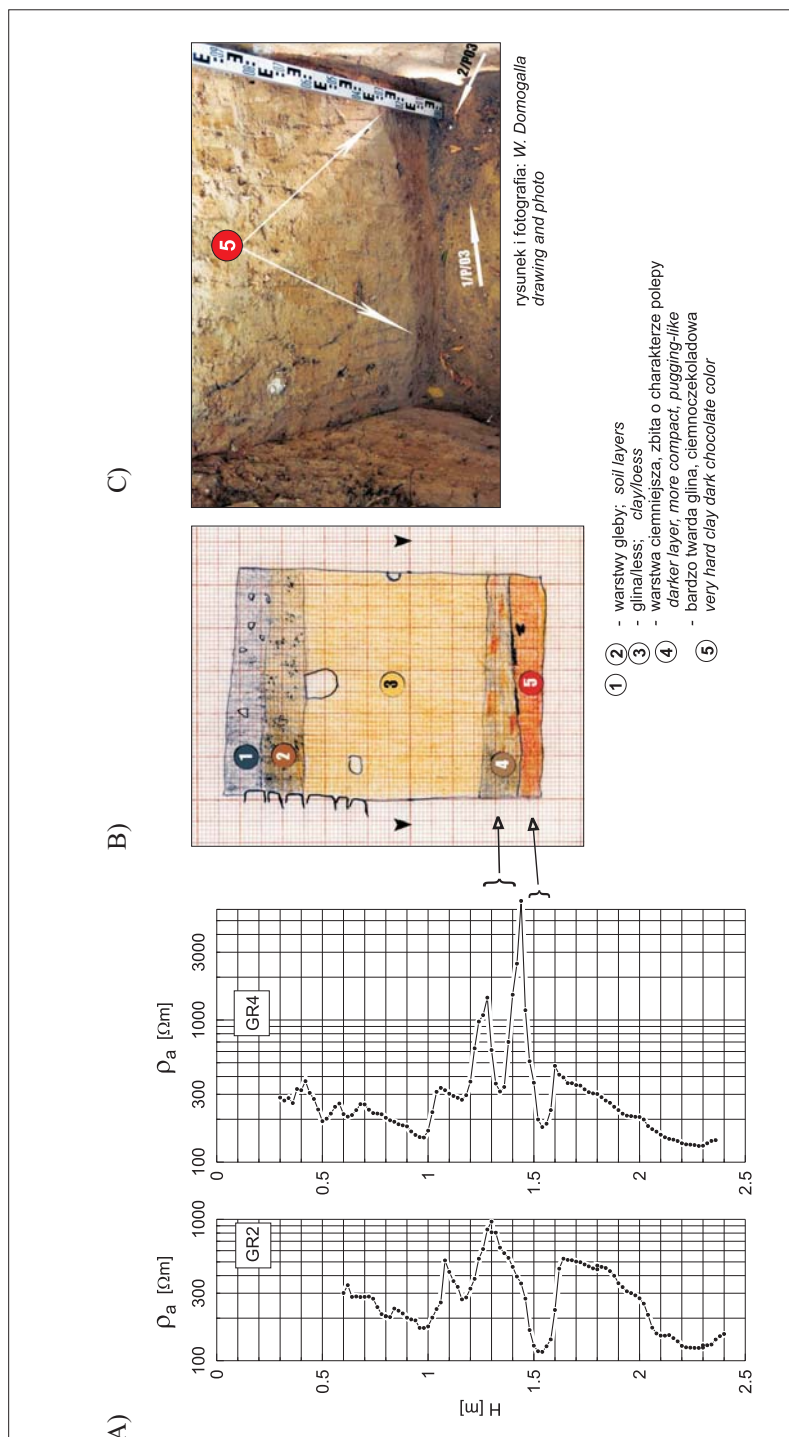 A)
GR2
ρa [Ωm]
100
300
1000
H [m]
0
0.5
1
1.5
2
2.5
GR4
ρa [Ωm]
100
300
1000
3000
0
0.5
1
1.5
2
2.5
B)
1
2
3
4
5
C)
5
1/P/03
2/P03
rysunek i fotografia: W. Domogalla
drawing and photo
1 2 - warstwy gleby; soil layers
3 - glina/less; clay/loess
4 - warstwa ciemniejsza, zbita o charakterze polepy
darker layer, more compact, pugging-like
5 - bardzo twarda glina, ciemnoczekoladowa
very hard clay dark chocolate color